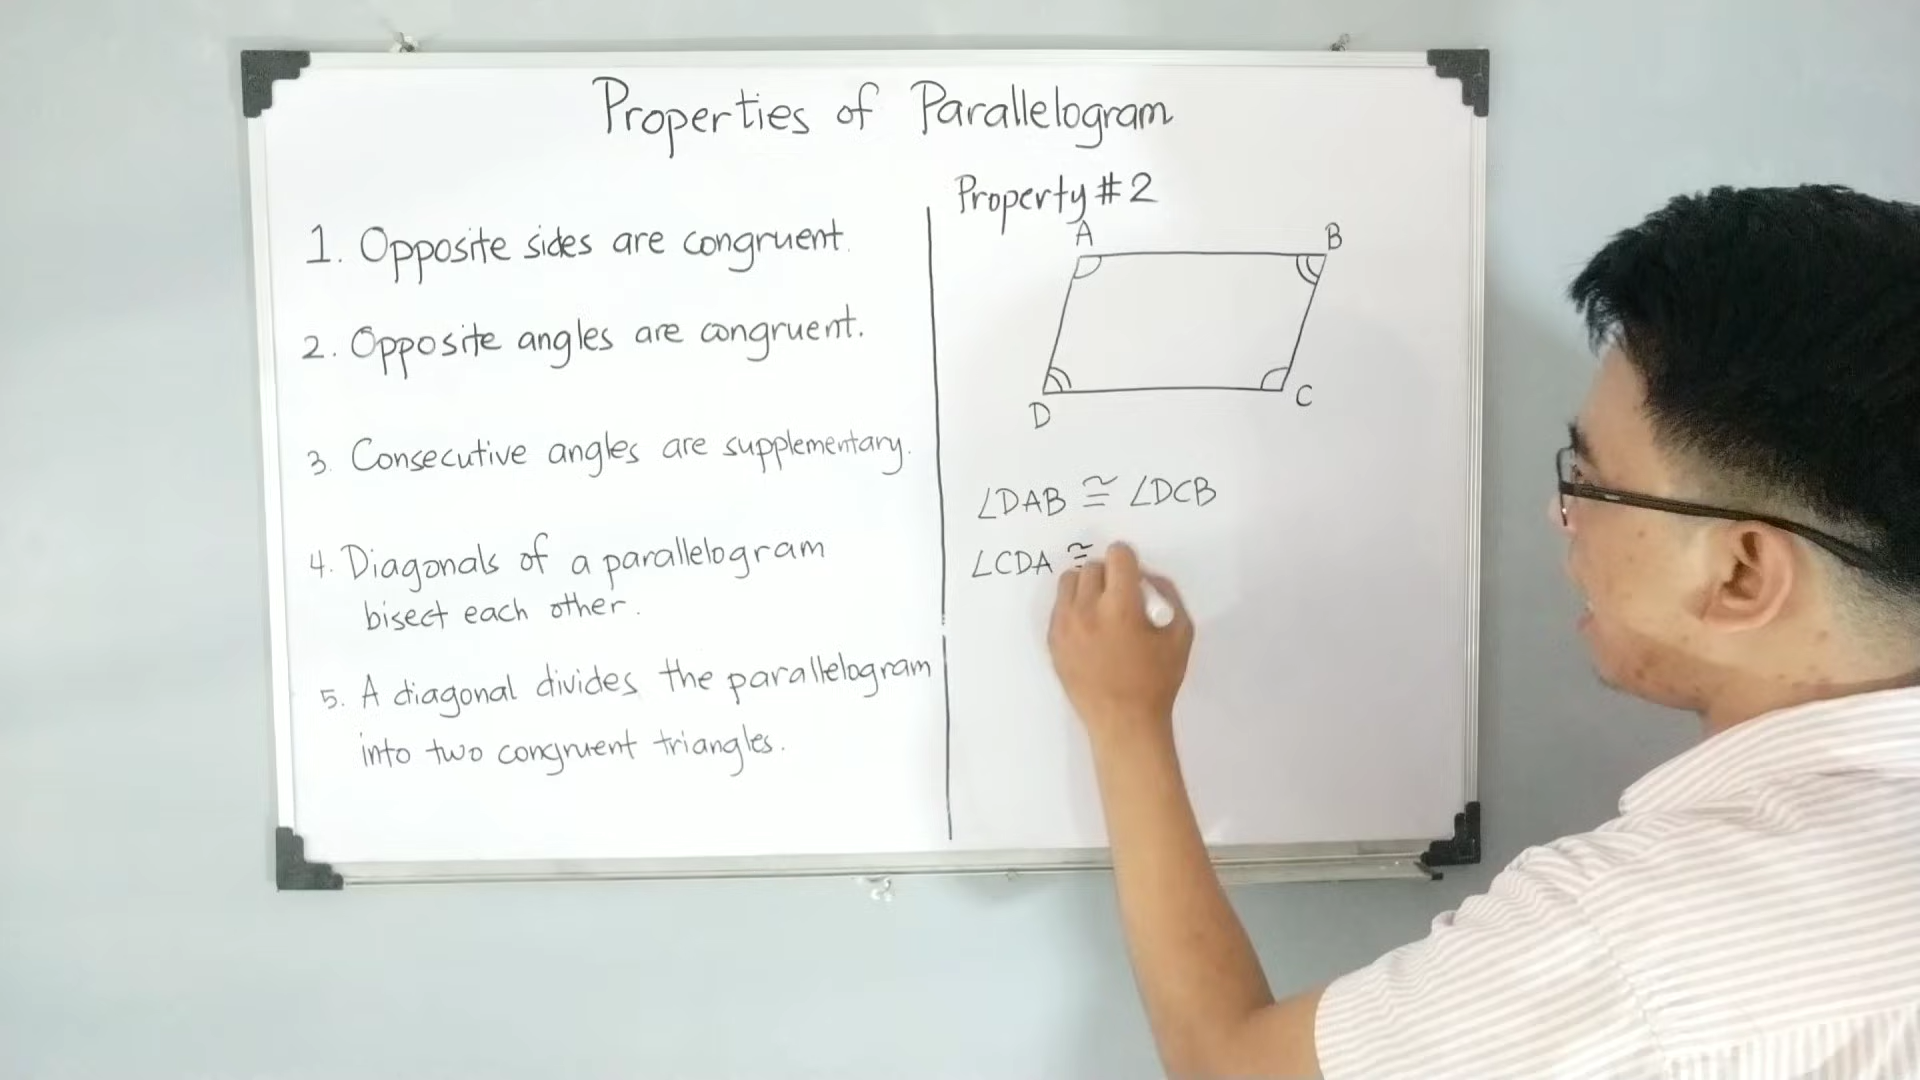 Properties of Parallelogram
1. Opposite sides are congruent.
2. Opposite angles are congruent.
3. Consecutive angles are supplementary.
4. Diagonals of a parallelogram
bisect each other.
5. A diagonal divides the parallelogram
into two congruent triangles.
Property #2
A
B
D
C
∠DAB ≅ ∠DCB
∠CDA ≅